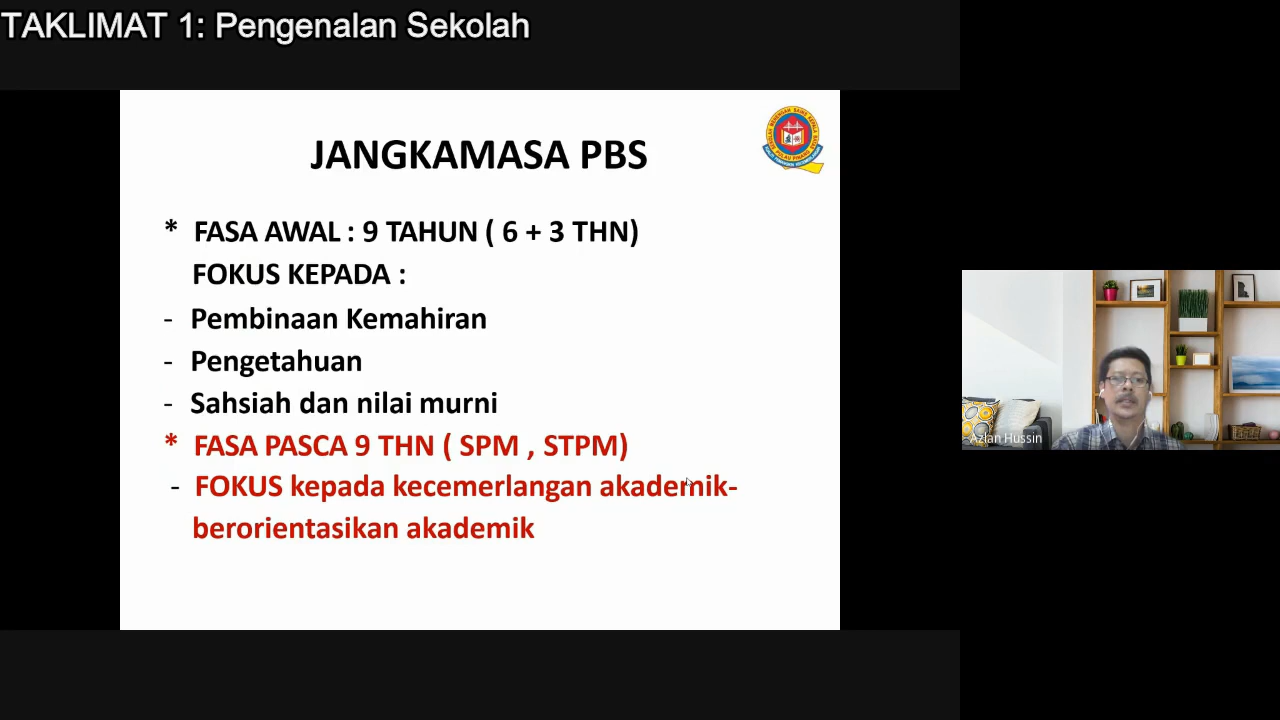 TAKLIMAT 1: Pengenalan Sekolah
JANGKAMASA PBS
* FASA AWAL : 9 TAHUN ( 6 + 3 THN)
FOKUS KEPADA :
- Pembinaan Kemahiran
- Pengetahuan
- Sahsiah dan nilai murni
* FASA PASCA 9 THN ( SPM , STPM)
- FOKUS kepada kecemerlangan akademik-
berorientasikan akademik
Azlan Hussin